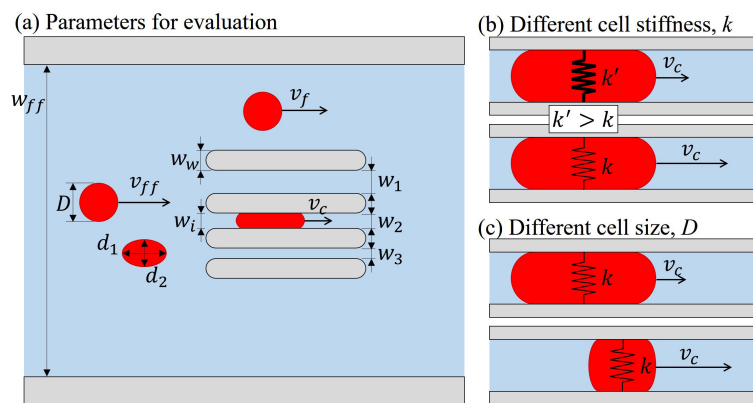 (a) Parameters for evaluation
w_ff
v_f
w_w
w_1
D
v_ff
w_i
v_c
w_2
d_1
d_2
w_3
(b) Different cell stiffness, k
k′
v_c
k′ > k
k
v_c
(c) Different cell size, D
k
v_c
k
v_c